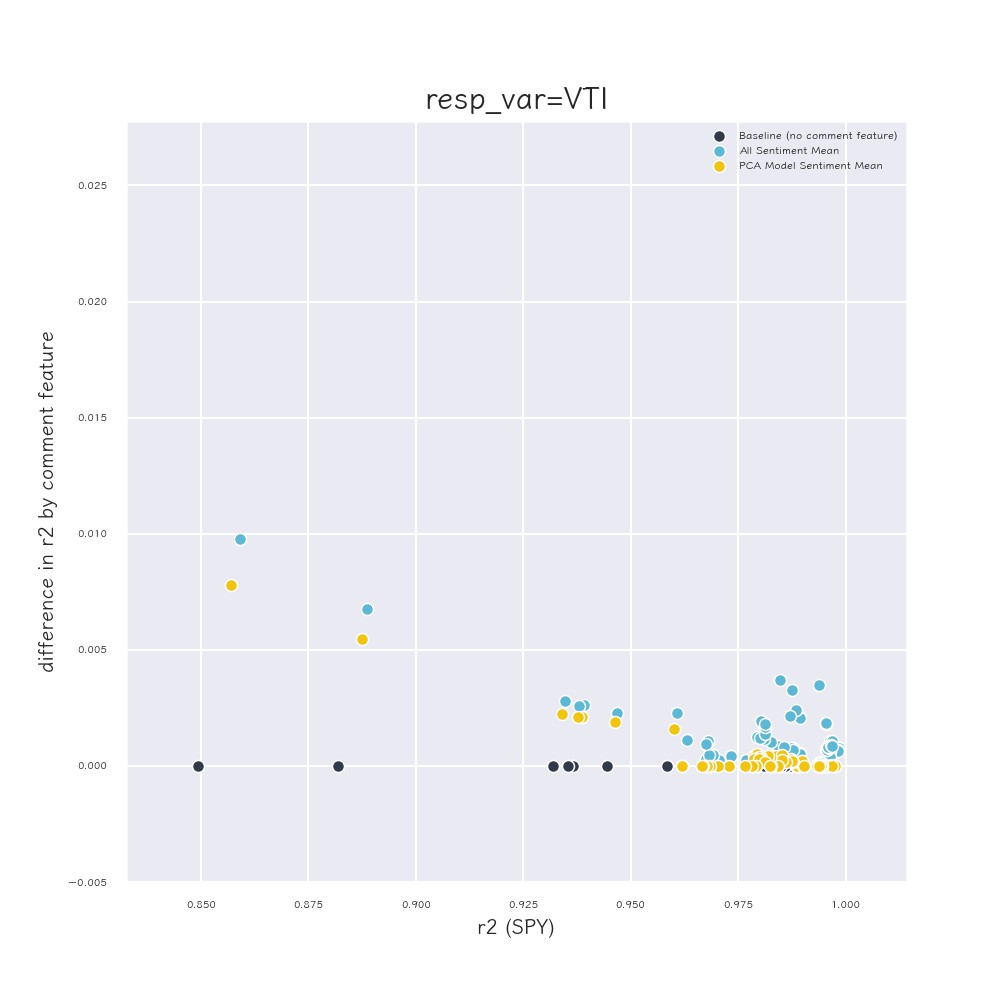 resp_var=VTI
Baseline (no comment feature)
All Sentiment Mean
PCA Model Sentiment Mean
difference in r2 by comment feature
0.025
0.020
0.015
0.010
0.005
0.000
−0.005
0.850 0.875 0.900 0.925 0.950 0.975 1.000
r2 (SPY)